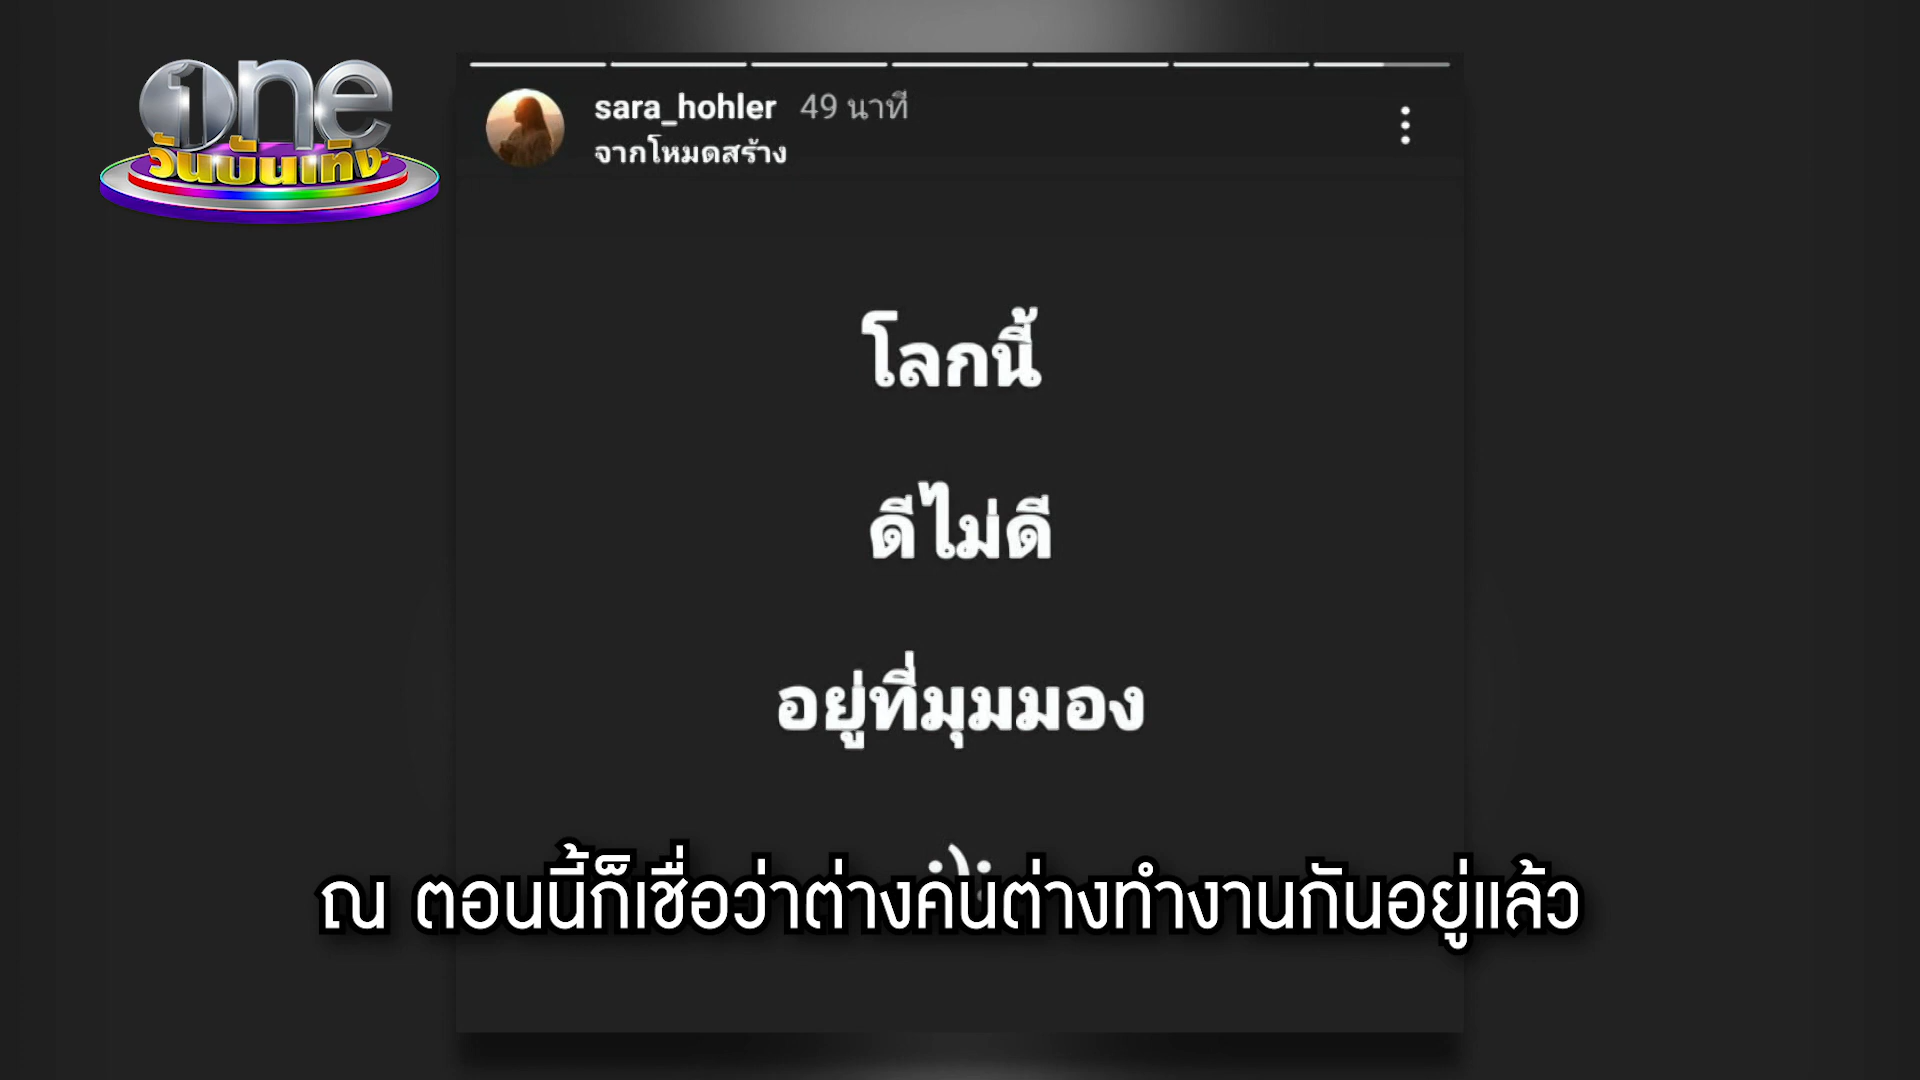 one
วันบันเทิง
sara_hohler 49 นาที
จากโหมดสร้าง
โลกนี้
ดีไม่ดี
อยู่ที่มุมมอง
ณ ตอนนี้ก็เชื่อว่าต่างคนต่างทำงานกันอยู่แล้ว